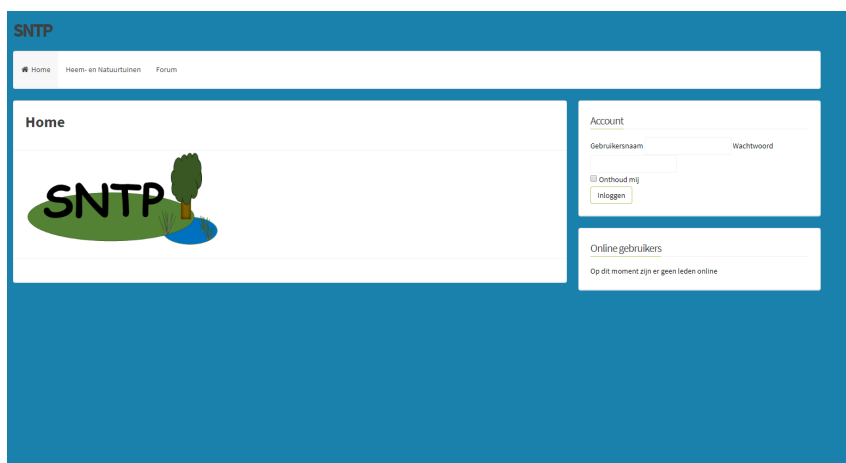 SNTP
Home Heem- en Natuurtuinen Forum
Home
SNTP
Account
Gebruikersnaam Wachtwoord
Onthoud mij
Inloggen
Online gebruikers
Op dit moment zijn er geen leden online